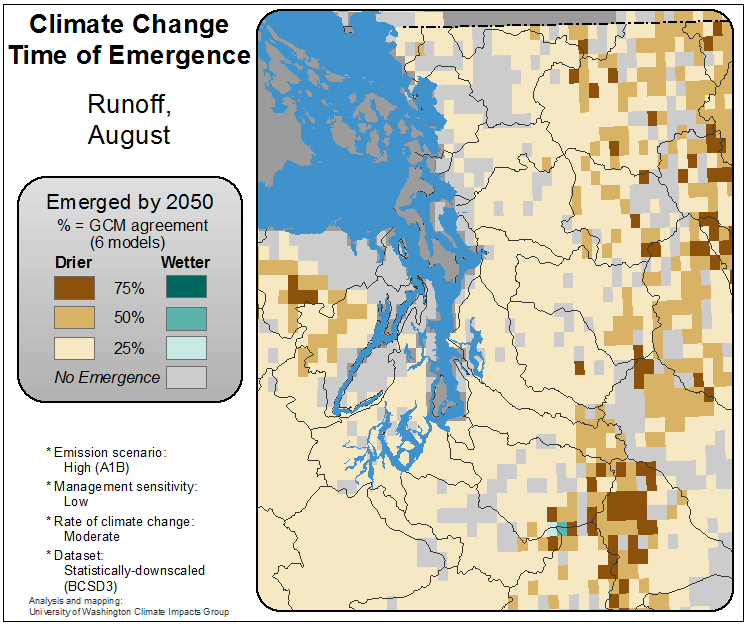 Climate Change
Time of Emergence
Runoff,
August
Emerged by 2050
% = GCM agreement
(6 models)
Drier Wetter
75%
50%
25%
No Emergence
* Emission scenario:
High (A1B)
* Management sensitivity:
Low
* Rate of climate change:
Moderate
* Dataset:
Statistically-downscaled
(BCSD3)
Analysis and mapping:
University of Washington Climate Impacts Group